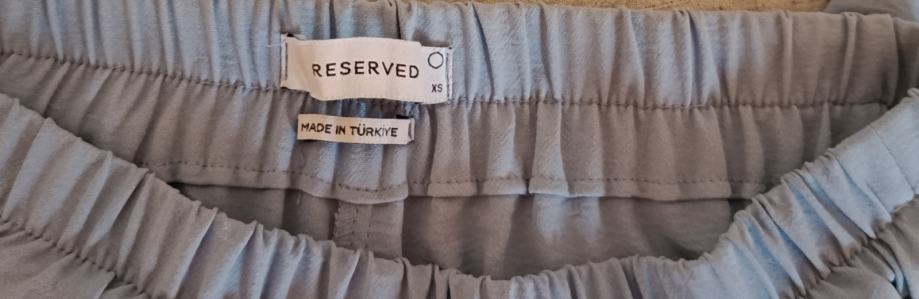 RESERVED
XS
MADE IN TÜRKİYE